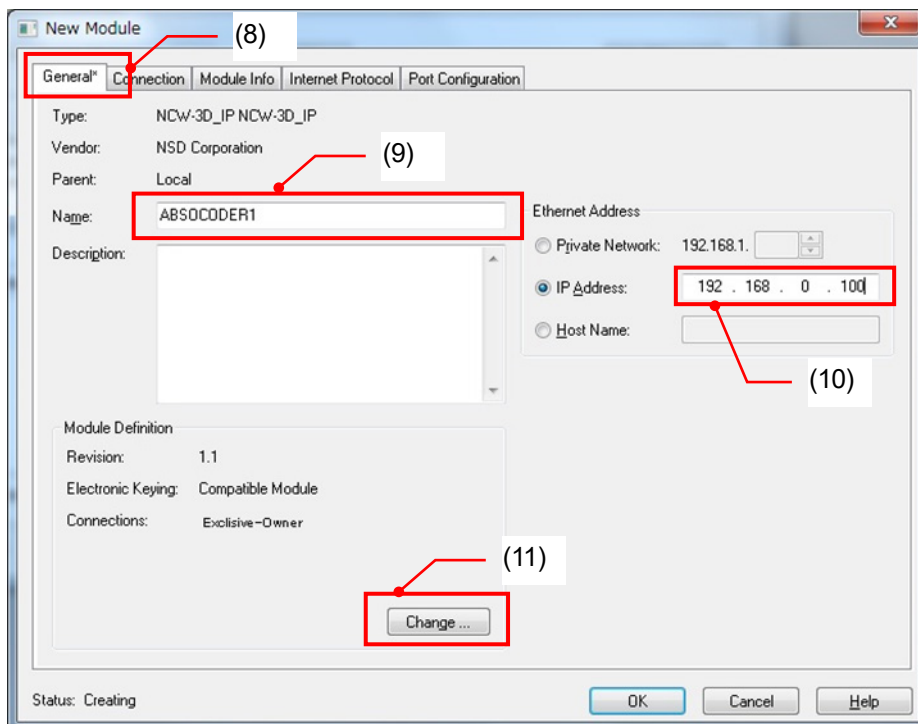 New Module
(8)
General* Connection Module Info Internet Protocol Port Configuration
Type: NCW-3D_IP NCW-3D_IP
Vendor: NSD Corporation
(9)
Parent: Local
Name: ABSOCODER1
Ethernet Address
Description:
Private Network: 192.168.1.
IP Address: 192 . 168 . 0 . 100
Host Name:
(10)
Module Definition
Revision: 1.1
Electronic Keying: Compatible Module
Connections: Exclisive-Owner
(11)
Change ...
Status: Creating
OK Cancel Help